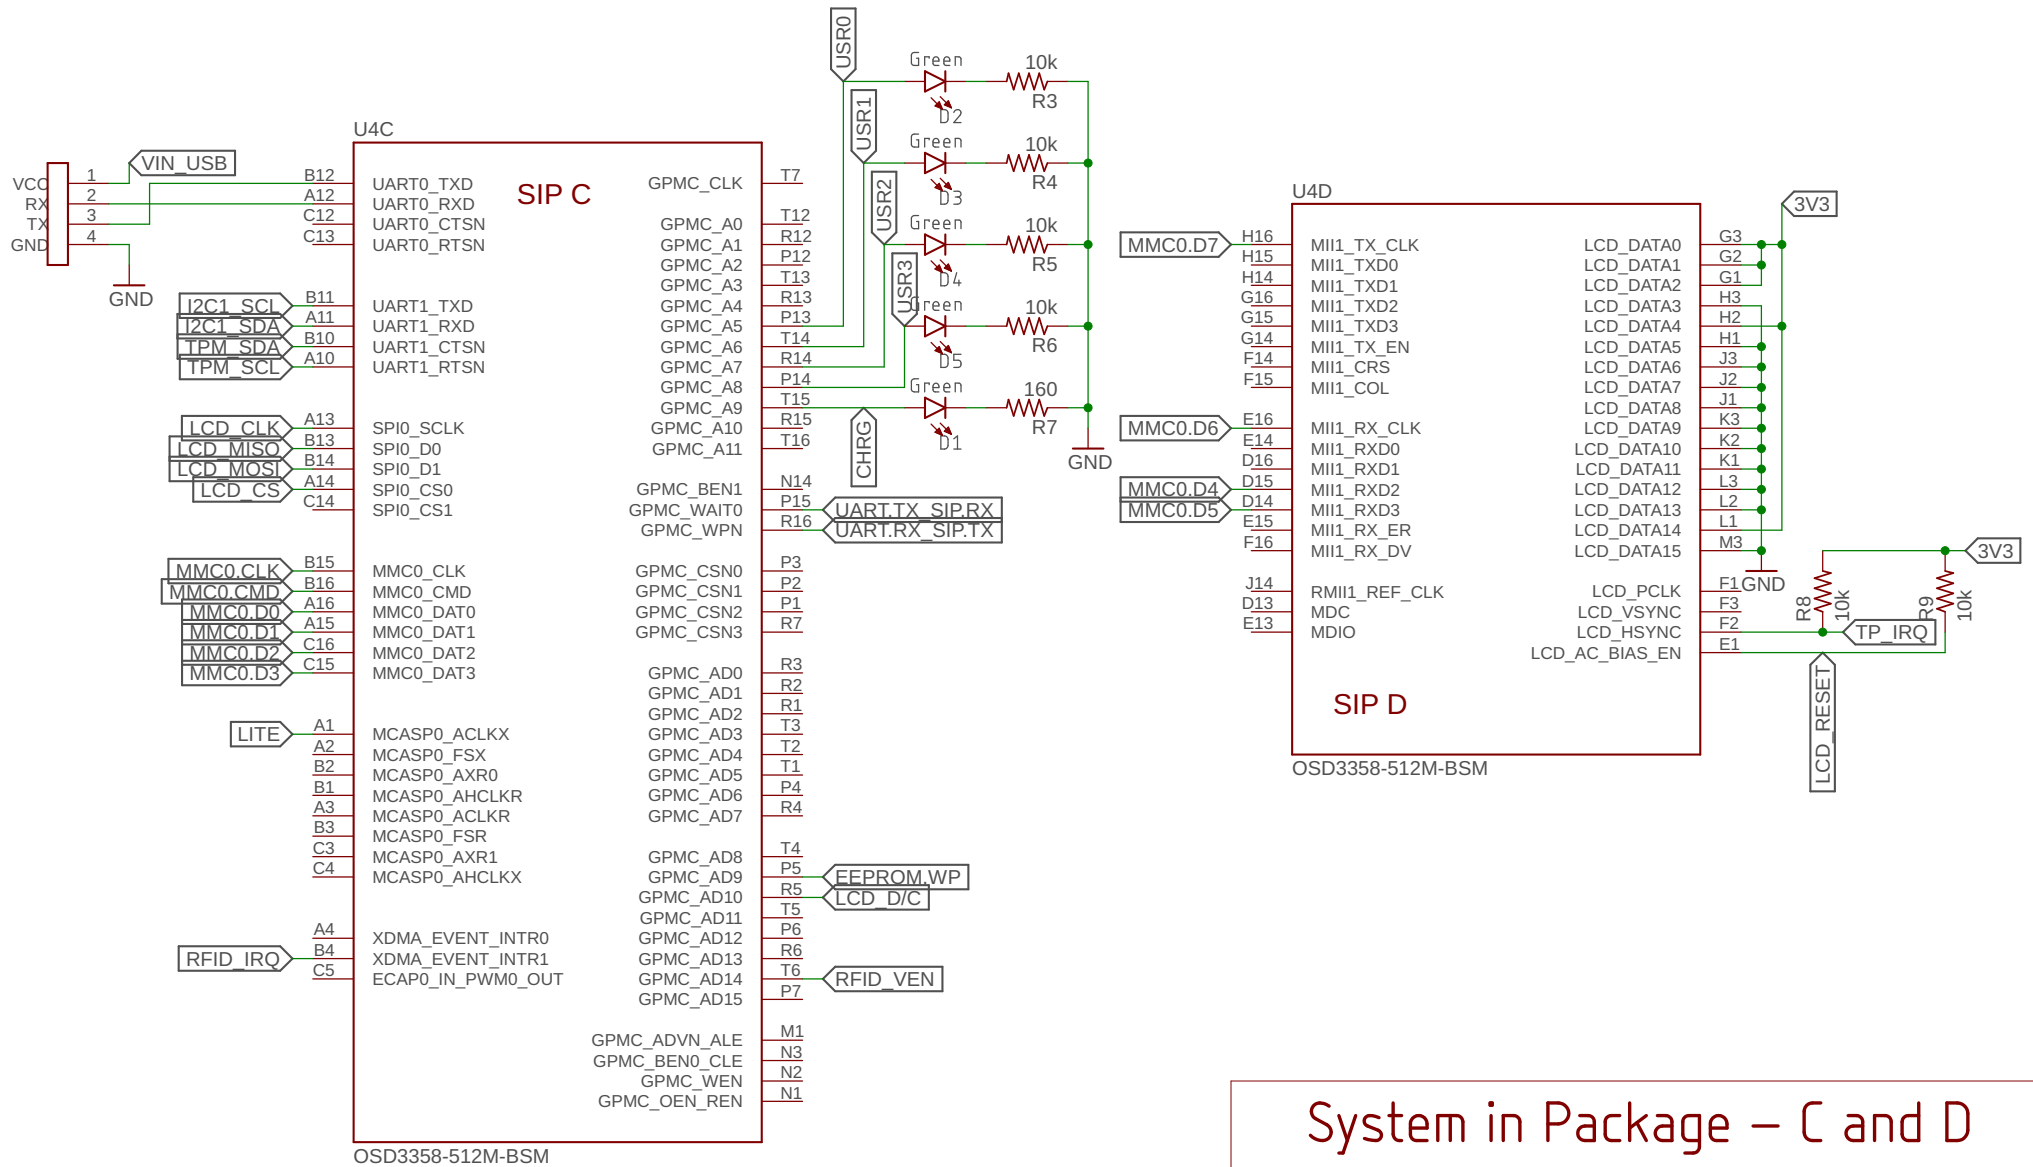 U4C
SIP C
VCC 1 VIN_USB
RX 2
TX 3
GND 4
GND
B12 UART0_TXD
A12 UART0_RXD
C12 UART0_CTSN
C13 UART0_RTSN
I2C1_SCL B11 UART1_TXD
I2C1_SDA A11 UART1_RXD
TPM_SDA B10 UART1_CTSN
TPM_SCL A10 UART1_RTSN
LCD_CLK A13 SPI0_SCLK
LCD_MISO B13 SPI0_D0
LCD_MOSI B14 SPI0_D1
LCD_CS A14 SPI0_CS0
C14 SPI0_CS1
MMC0.CLK B15 MMC0_CLK
MMC0.CMD B16 MMC0_CMD
MMC0.D0 A16 MMC0_DAT0
MMC0.D1 A15 MMC0_DAT1
MMC0.D2 C16 MMC0_DAT2
MMC0.D3 C15 MMC0_DAT3
LITE A1 MCASP0_ACLKX
A2 MCASP0_FSX
B2 MCASP0_AXR0
B1 MCASP0_AHCLKR
A3 MCASP0_ACLKR
B3 MCASP0_FSR
C3 MCASP0_AXR1
C4 MCASP0_AHCLKX
A4 XDMA_EVENT_INTR0
RFID_IRQ B4 XDMA_EVENT_INTR1
C5 ECAP0_IN_PWM0_OUT
GPMC_CLK T7
GPMC_A0 T12
GPMC_A1 R12
GPMC_A2 P12
GPMC_A3 T13
GPMC_A4 R13
GPMC_A5 P13
GPMC_A6 T14
GPMC_A7 R14
GPMC_A8 P14
GPMC_A9 T15
GPMC_A10 R15
GPMC_A11 T16
GPMC_BEN1 N14
GPMC_WAIT0 P15 UART.TX_SIP.RX
GPMC_WPN R16 UART.RX_SIP.TX
GPMC_CSN0 P3
GPMC_CSN1 P2
GPMC_CSN2 P1
GPMC_CSN3 R7
GPMC_AD0 R3
GPMC_AD1 R2
GPMC_AD2 R1
GPMC_AD3 T3
GPMC_AD4 T2
GPMC_AD5 T1
GPMC_AD6 P4
GPMC_AD7 R4
GPMC_AD8 T4
GPMC_AD9 P5 EEPROM.WP
GPMC_AD10 R5 LCD_D/C
GPMC_AD11 T5
GPMC_AD12 P6
GPMC_AD13 R6
GPMC_AD14 T6 RFID_VEN
GPMC_AD15 P7
GPMC_ADVN_ALE M1
GPMC_BEN0_CLE N3
GPMC_WEN N2
GPMC_OEN_REN N1
OSD3358-512M-BSM
USR0
Green 10k
D2 R3
USR1
Green 10k
D3 R4
USR2
Green 10k
D4 R5
USR3
Green 10k
D5 R6
Green 160
D1 R7
CHRG
GND
U4D
MMC0.D7 H16 MII1_TX_CLK
H15 MII1_TXD0
H14 MII1_TXD1
G16 MII1_TXD2
G15 MII1_TXD3
G14 MII1_TX_EN
F14 MII1_CRS
F15 MII1_COL
MMC0.D6 E16 MII1_RX_CLK
E14 MII1_RXD0
D16 MII1_RXD1
MMC0.D4 D15 MII1_RXD2
MMC0.D5 D14 MII1_RXD3
E15 MII1_RX_ER
F16 MII1_RX_DV
J14 RMII1_REF_CLK
D13 MDC
E13 MDIO
3V3
LCD_DATA0 G3
LCD_DATA1 G2
LCD_DATA2 G1
LCD_DATA3 H3
LCD_DATA4 H2
LCD_DATA5 H1
LCD_DATA6 J3
LCD_DATA7 J2
LCD_DATA8 J1
LCD_DATA9 K3
LCD_DATA10 K2
LCD_DATA11 K1
LCD_DATA12 L3
LCD_DATA13 L2
LCD_DATA14 L1
LCD_DATA15 M3
GND
LCD_PCLK F1
LCD_VSYNC F3
LCD_HSYNC F2 TP_IRQ
LCD_AC_BIAS_EN E1
3V3
R8 10k
R9 10k
LCD_RESET
SIP D
OSD3358-512M-BSM
System in Package – C and D